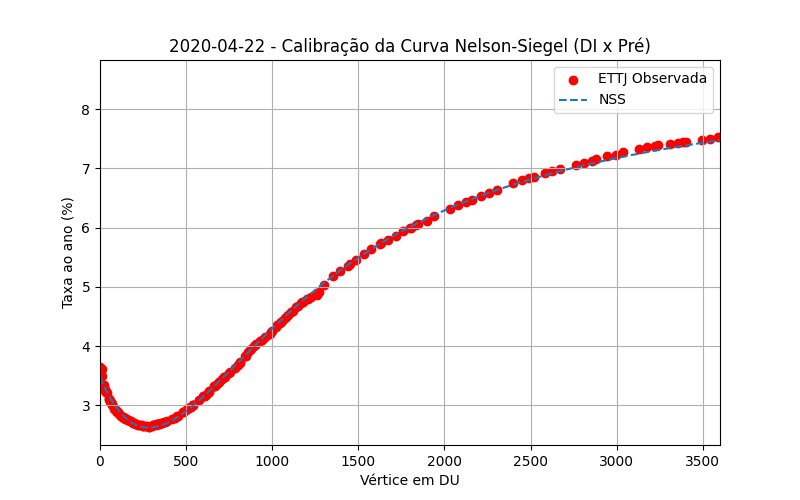 2020-04-22 - Calibração da Curva Nelson-Siegel (DI x Pré)
ETTJ Observada
NSS
Taxa ao ano (%)
8
7
6
5
4
3
0 500 1000 1500 2000 2500 3000 3500
Vértice em DU